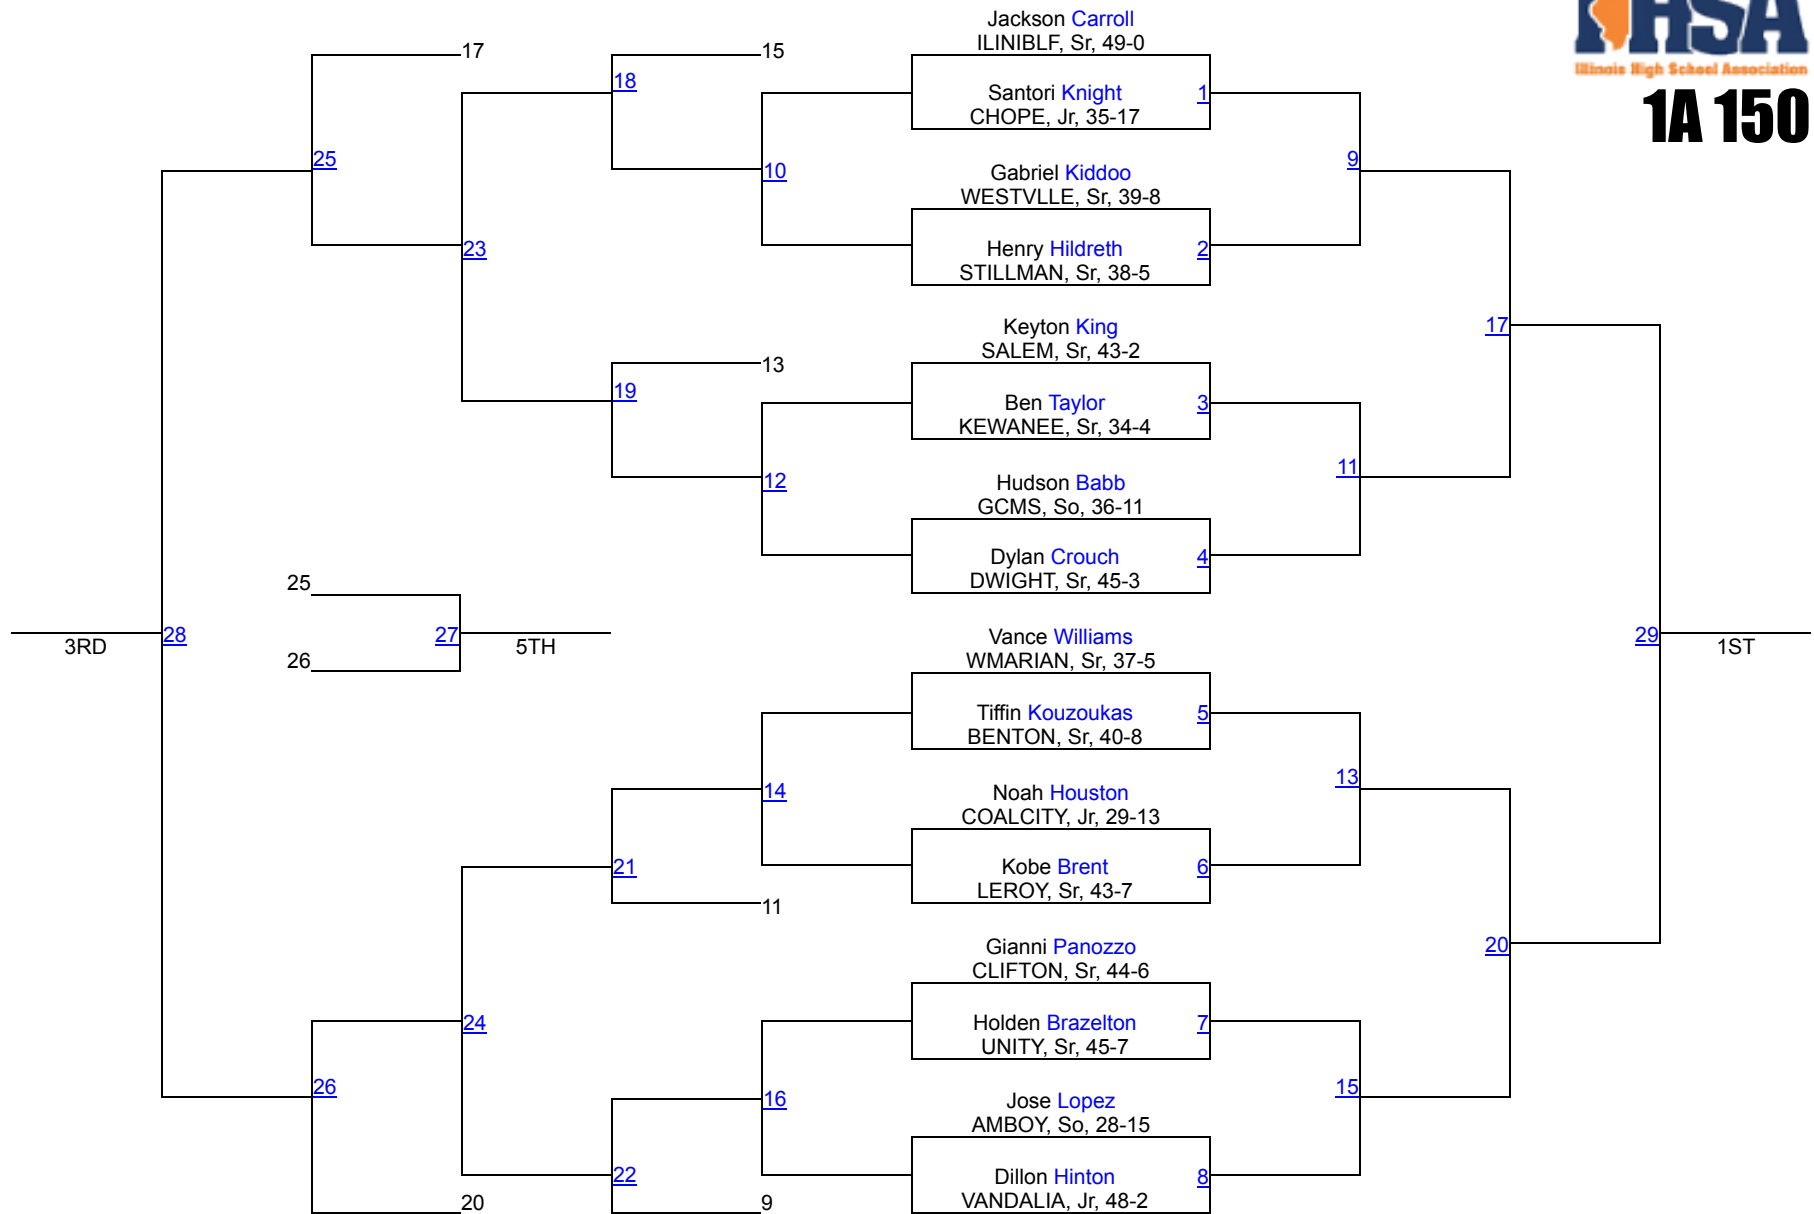 IHSA
Illinois High School Association
1A 150
Jackson Carroll
ILINIBLF, Sr, 49-0
Santori Knight 1
CHOPE, Jr, 35-17
Gabriel Kiddoo
WESTVLLE, Sr, 39-8
Henry Hildreth 2
STILLMAN, Sr, 38-5
Keyton King
SALEM, Sr, 43-2
Ben Taylor 3
KEWANEE, Sr, 34-4
Hudson Babb
GCMS, So, 36-11
Dylan Crouch 4
DWIGHT, Sr, 45-3
Vance Williams
WMARIAN, Sr, 37-5
Tiffin Kouzoukas 5
BENTON, Sr, 40-8
Noah Houston
COALCITY, Jr, 29-13
Kobe Brent 6
LEROY, Sr, 43-7
Gianni Panozzo
CLIFTON, Sr, 44-6
Holden Brazelton 7
UNITY, Sr, 45-7
Jose Lopez
AMBOY, So, 28-15
Dillon Hinton 8
VANDALIA, Jr, 48-2
9
11
13
15
17
20
29
1ST
15
10
18
13
12
19
23
17
25
14
21
11
16
22
9
24
20
26
28
3RD
25
26
27
5TH